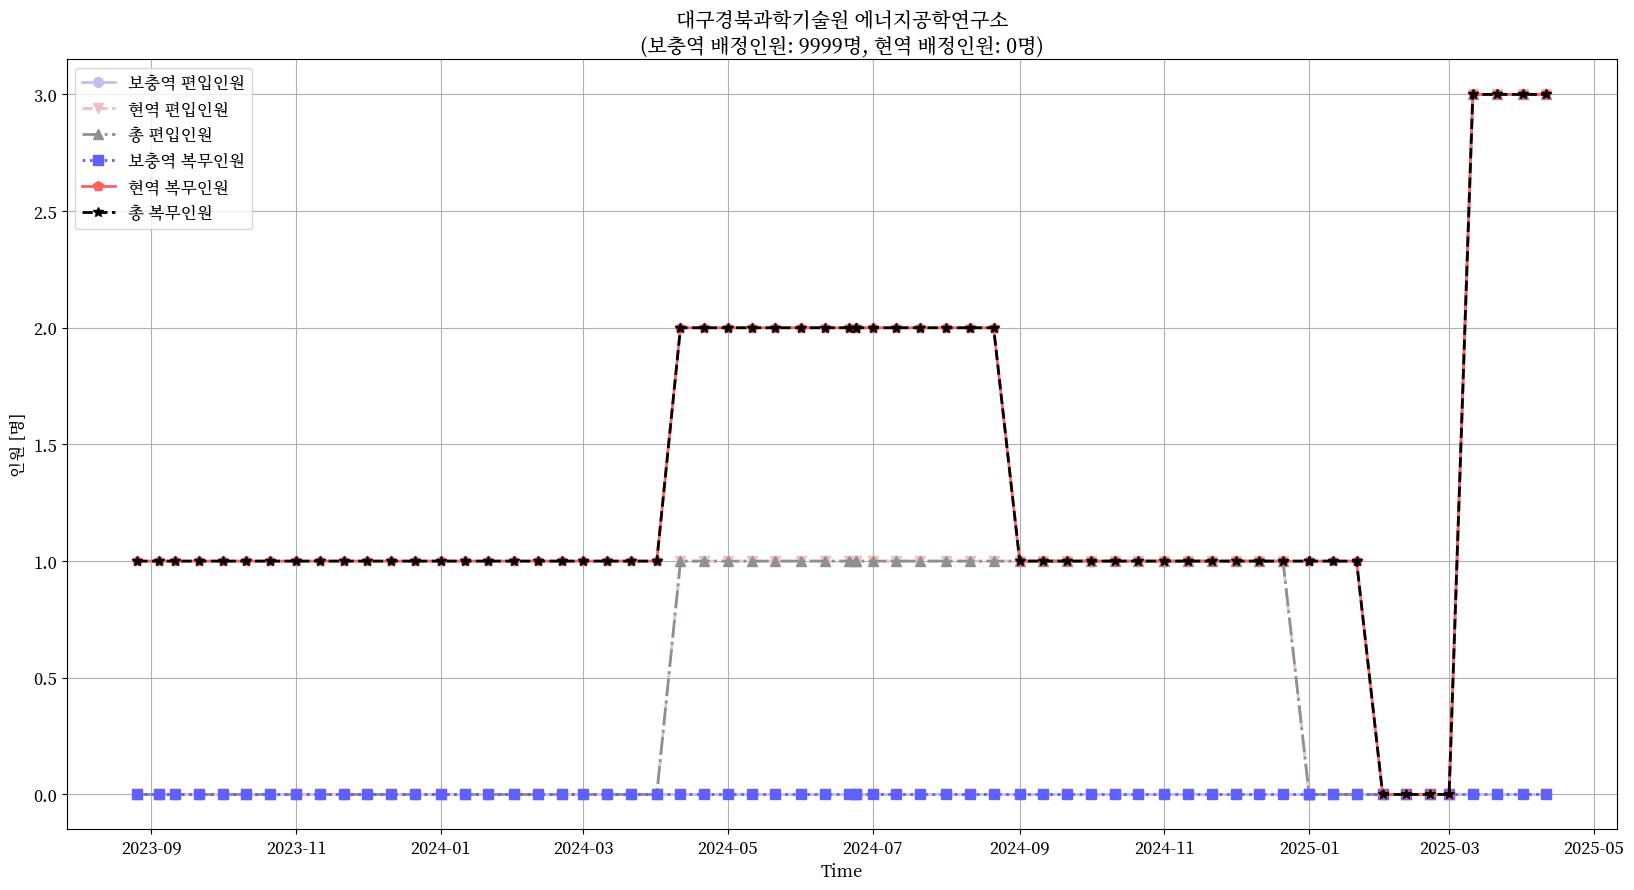 대구경북과학기술원 에너지공학연구소
(보충역 배정인원: 9999명, 현역 배정인원: 0명)
보충역 편입인원
현역 편입인원
총 편입인원
보충역 복무인원
현역 복무인원
총 복무인원
인원 [명]
3.0
2.5
2.0
1.5
1.0
0.5
0.0
2023-09
2023-11
2024-01
2024-03
2024-05
2024-07
2024-09
2024-11
2025-01
2025-03
2025-05
Time